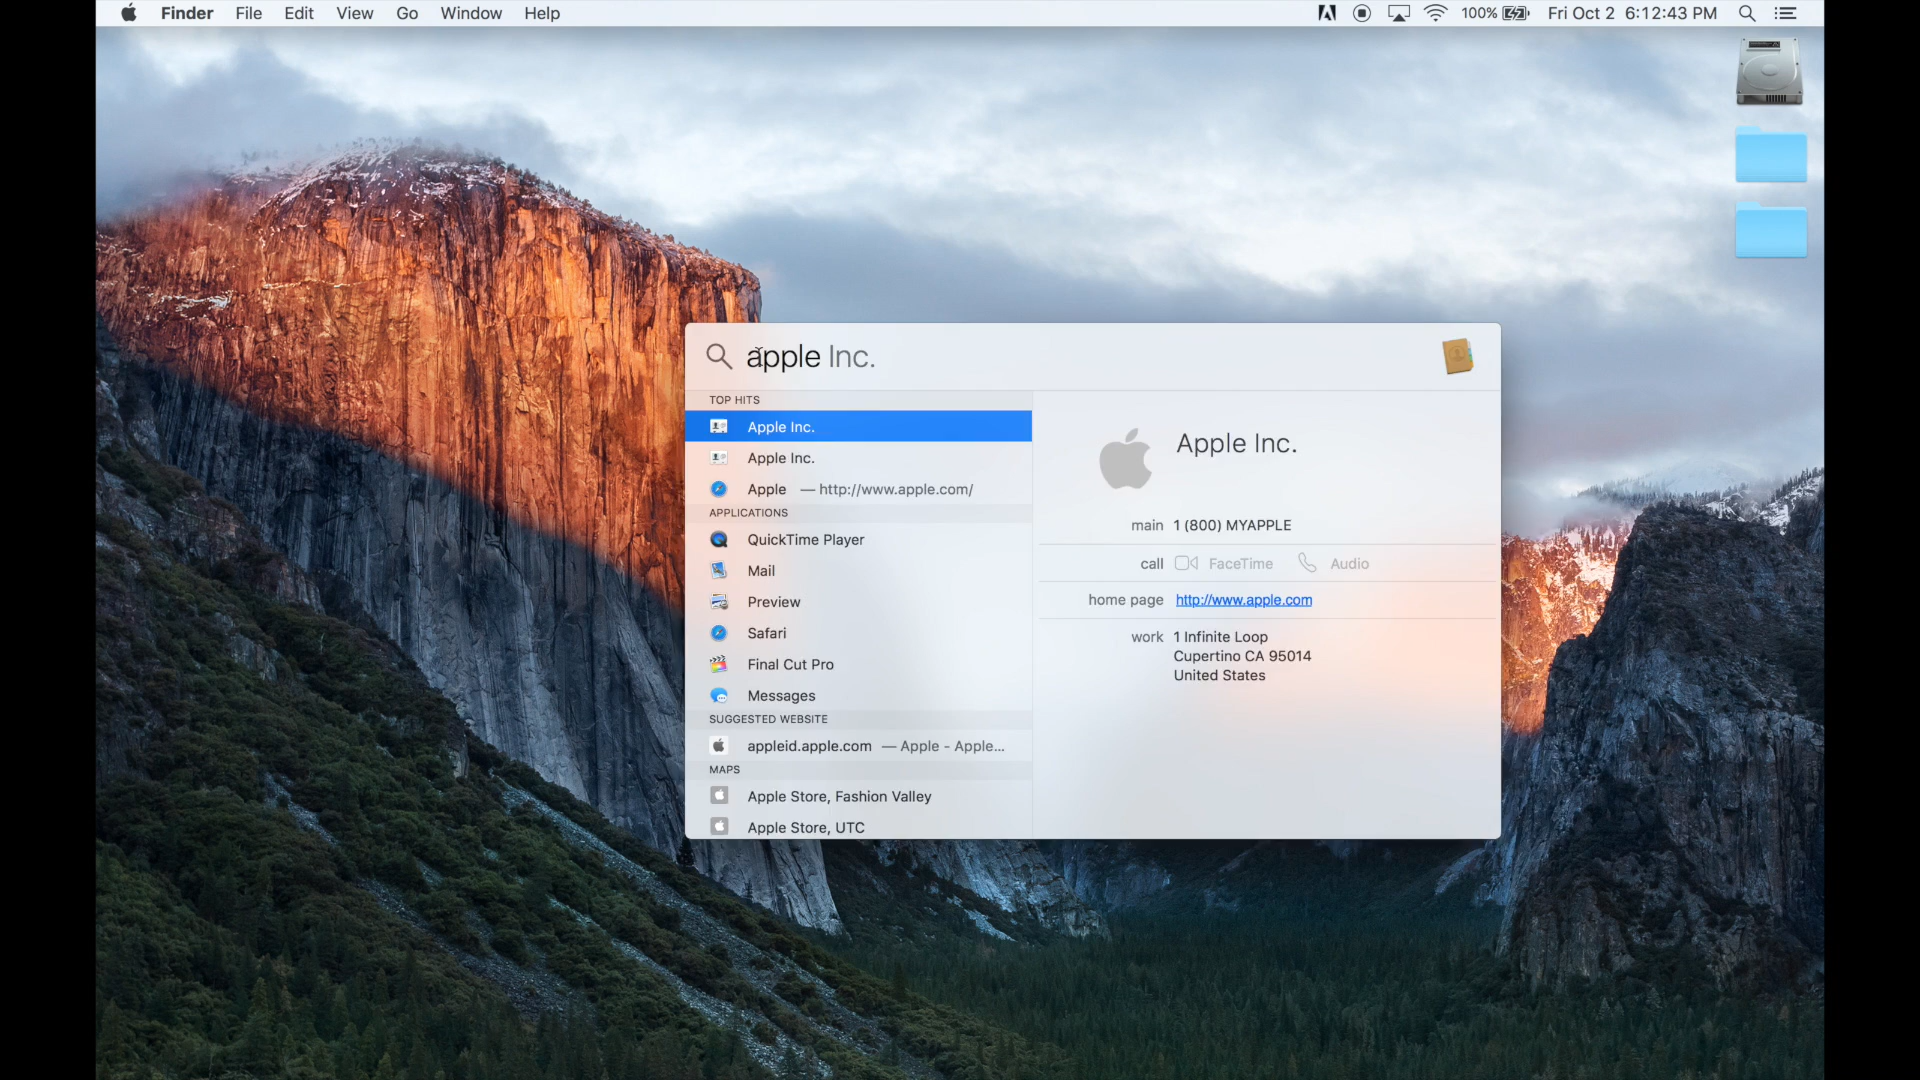 Finder File Edit View Go Window Help 100% Fri Oct 2 6:12:43 PM
apple Inc.
TOP HITS
Apple Inc.
Apple Inc.
Apple — http://www.apple.com/
APPLICATIONS
QuickTime Player
Mail
Preview
Safari
Final Cut Pro
Messages
SUGGESTED WEBSITE
appleid.apple.com — Apple - Apple...
MAPS
Apple Store, Fashion Valley
Apple Store, UTC
Apple Inc.
main 1 (800) MYAPPLE
call FaceTime Audio
home page http://www.apple.com
work 1 Infinite Loop
Cupertino CA 95014
United States